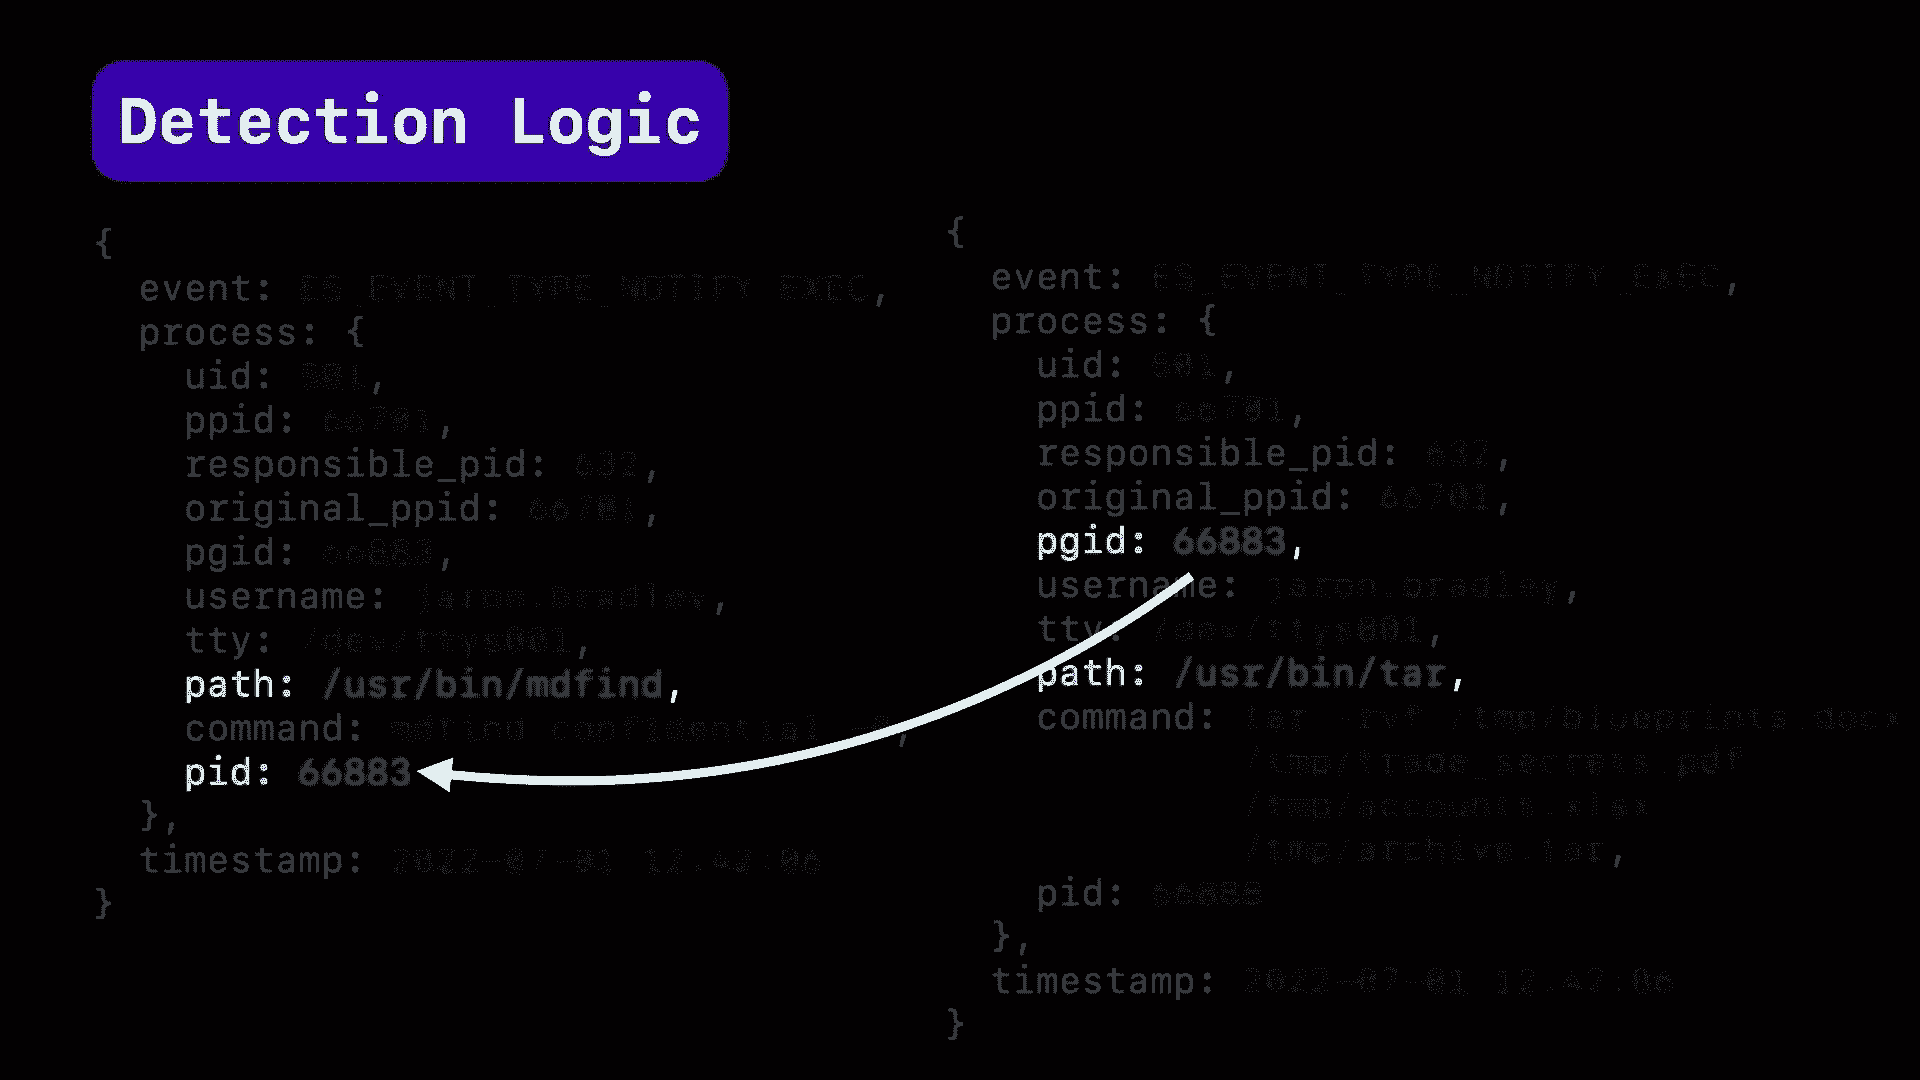 Detection Logic
{
event: ES_EVENT_TYPE_NOTIFY_EXEC,
process: {
uid: 501,
ppid: 66701,
responsible_pid: 632,
original_ppid: 66701,
pgid: 66883,
username: jaron.bradley,
tty: /dev/ttys001,
path: /usr/bin/mdfind,
command: mdfind confidential
pid: 66883
},
timestamp: 2022-07-01 12:42:06
}
{
event: ES_EVENT_TYPE_NOTIFY_EXEC,
process: {
uid: 501,
ppid: 66701,
responsible_pid: 632,
original_ppid: 66701,
pgid: 66883,
username: jaron.bradley,
tty: /dev/ttys001,
path: /usr/bin/tar,
command: tar -rvf /tmp/blueprints.docx
/tmp/trade_secrets.pdf
/tmp/accounts.xlsx
/tmp/archive.tar,
pid:
},
timestamp: 2022-07-01 12:42:06
}